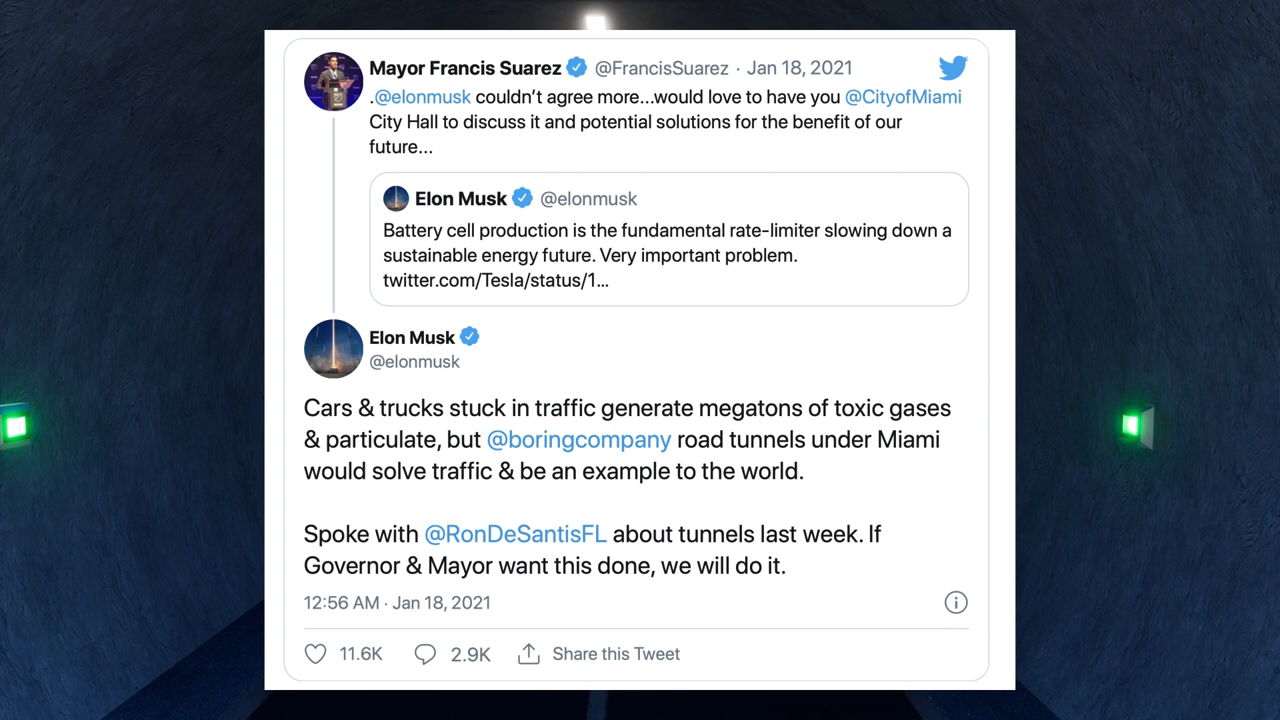 Mayor Francis Suarez @FrancisSuarez · Jan 18, 2021
.@elonmusk couldn’t agree more...would love to have you @CityofMiami
City Hall to discuss it and potential solutions for the benefit of our
future...
Elon Musk @elonmusk
Battery cell production is the fundamental rate-limiter slowing down a
sustainable energy future. Very important problem.
twitter.com/Tesla/status/1...
Elon Musk
@elonmusk
Cars & trucks stuck in traffic generate megatons of toxic gases
& particulate, but @boringcompany road tunnels under Miami
would solve traffic & be an example to the world.
Spoke with @RonDeSantisFL about tunnels last week. If
Governor & Mayor want this done, we will do it.
12:56 AM · Jan 18, 2021
11.6K 2.9K Share this Tweet